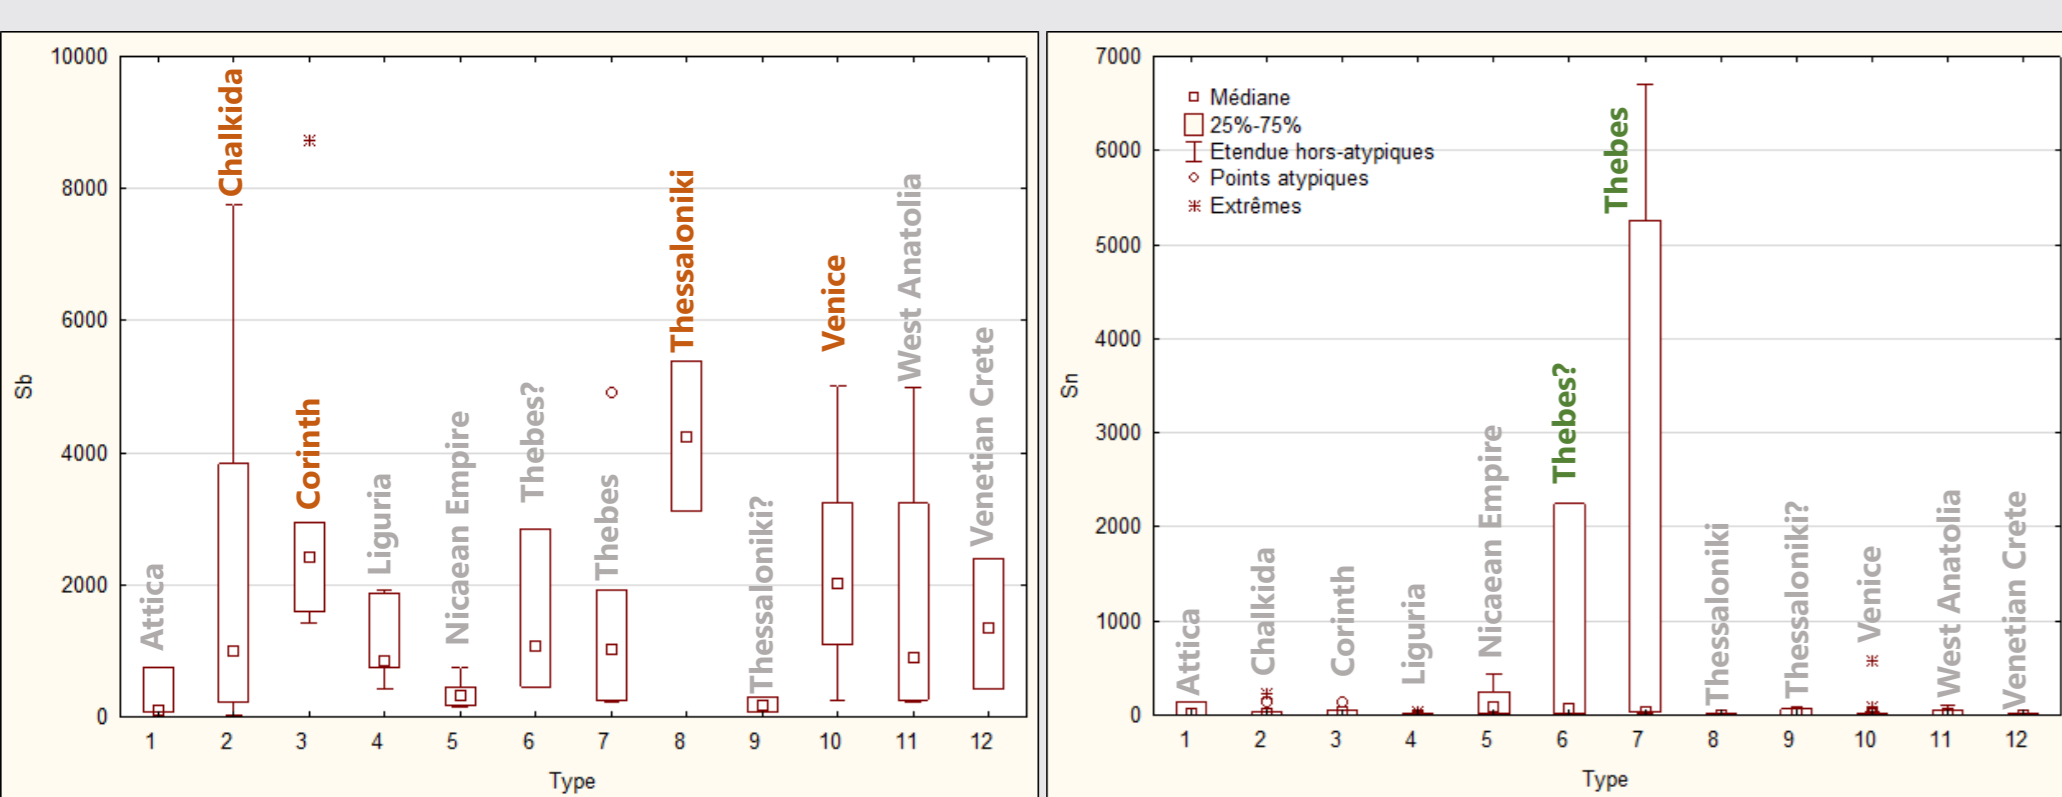 10000
8000
6000
4000
2000
0
Sb
Attica
Chalkida
Corinth
Liguria
Nicaean Empire
Thebes?
Thebes
Thessaloniki
Thessaloniki?
Venice
West Anatolia
Venetian Crete
1 2 3 4 5 6 7 8 9 10 11 12
Type
7000
6000
5000
4000
3000
2000
1000
0
Sn
Médiane
25%-75%
Etendue hors-atypiques
Points atypiques
Extrêmes
Attica
Chalkida
Corinth
Liguria
Nicaean Empire
Thebes?
Thebes
Thessaloniki
Thessaloniki?
Venice
West Anatolia
Venetian Crete
1 2 3 4 5 6 7 8 9 10 11 12
Type